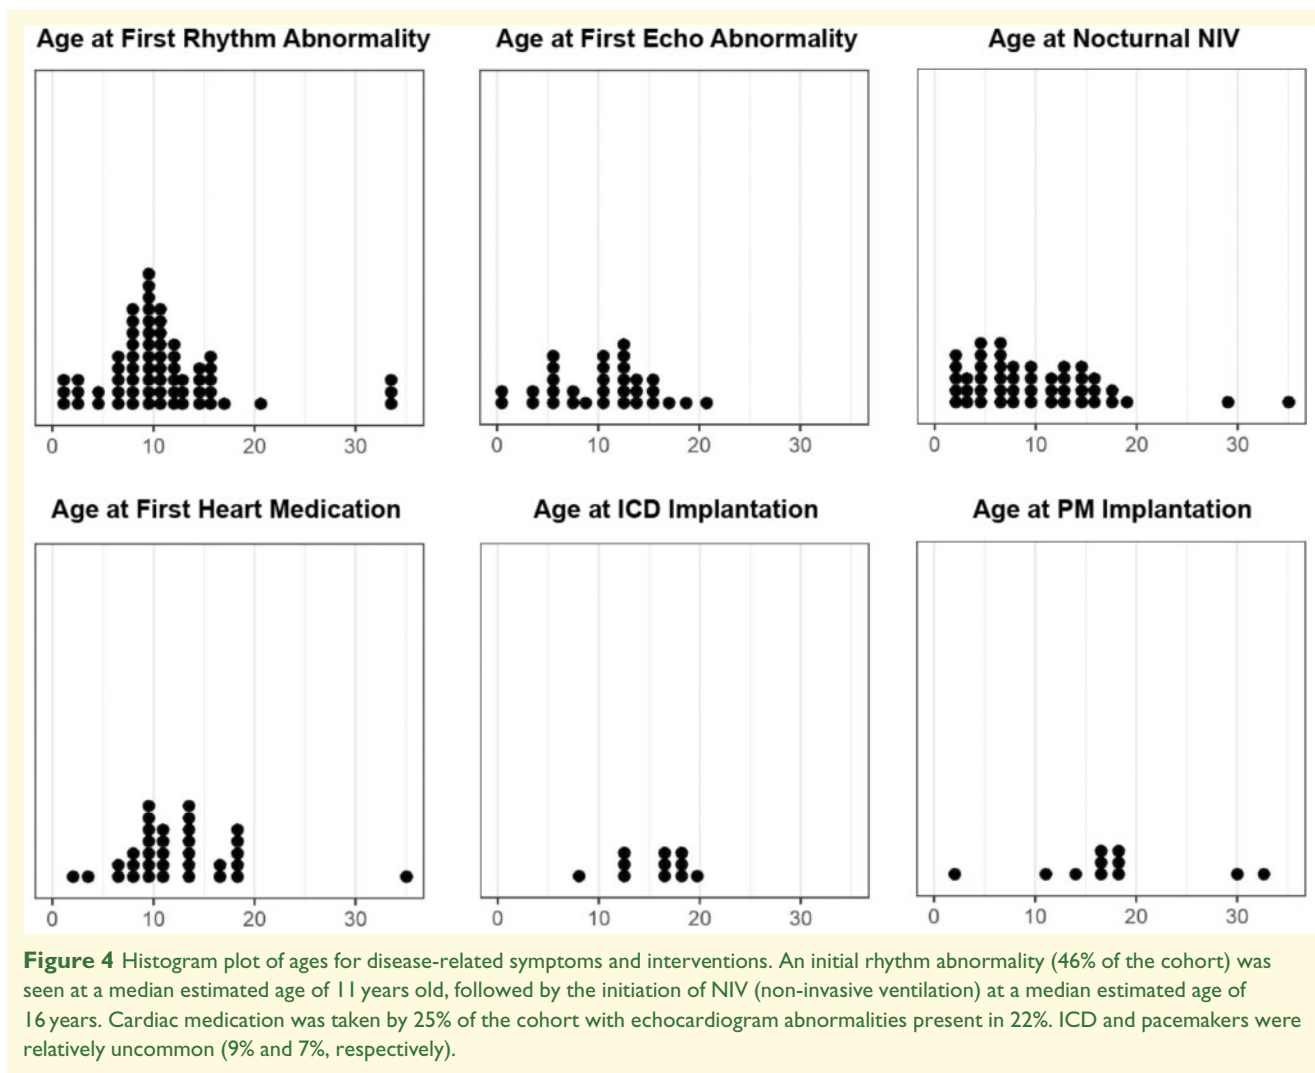 Age at First Rhythm Abnormality
Age at First Echo Abnormality
Age at Nocturnal NIV
0 10 20 30
0 10 20 30
0 10 20 30
Age at First Heart Medication
Age at ICD Implantation
Age at PM Implantation
0 10 20 30
0 10 20 30
0 10 20 30
Figure 4 Histogram plot of ages for disease-related symptoms and interventions. An initial rhythm abnormality (46% of the cohort) was
seen at a median estimated age of 11 years old, followed by the initiation of NIV (non-invasive ventilation) at a median estimated age of
16 years. Cardiac medication was taken by 25% of the cohort with echocardiogram abnormalities present in 22%. ICD and pacemakers were
relatively uncommon (9% and 7%, respectively).